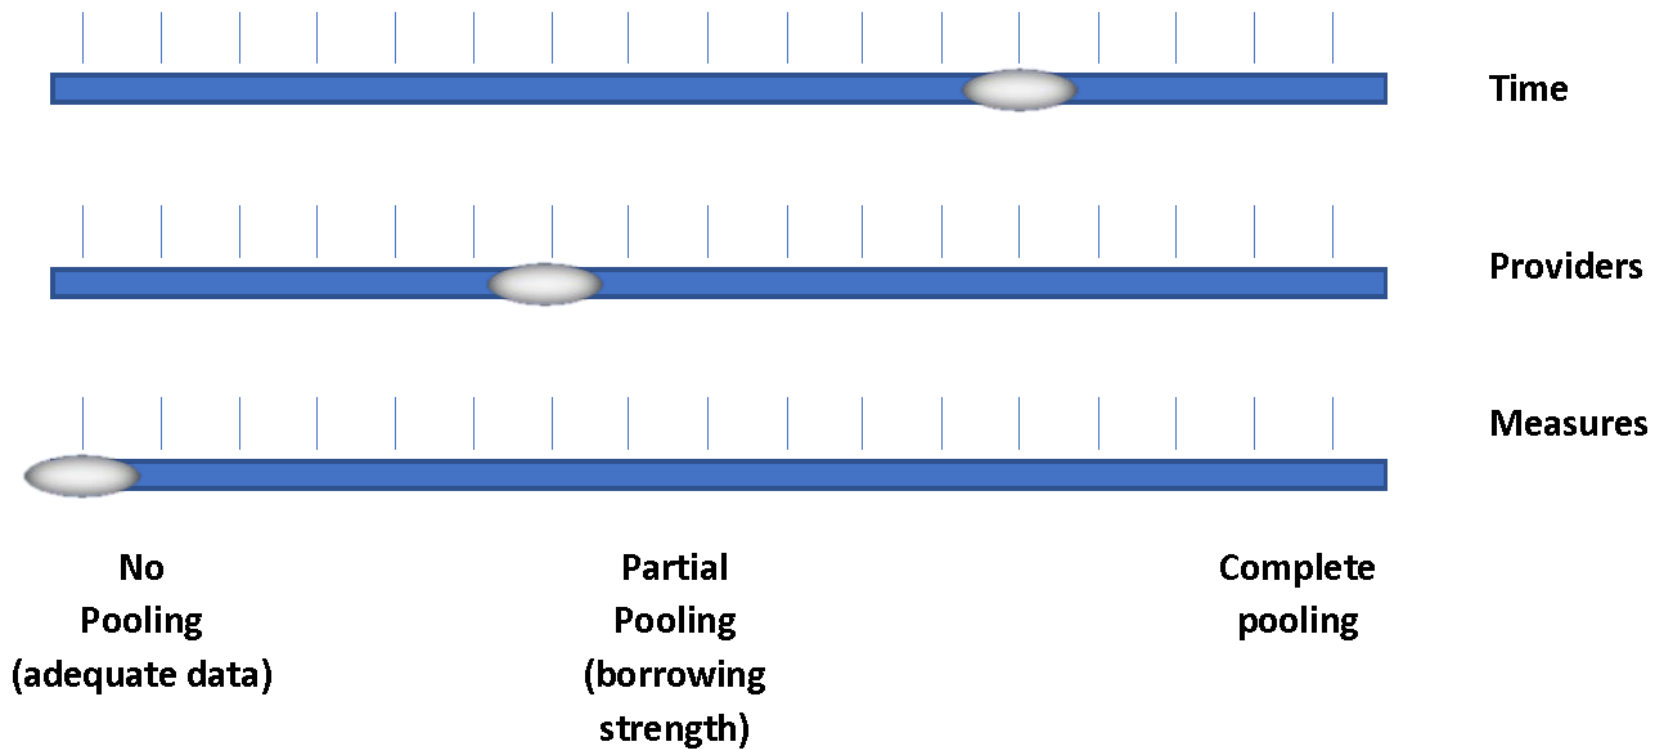 Time
Providers
Measures
No
Pooling
(adequate data)
Partial
Pooling
(borrowing
strength)
Complete
pooling